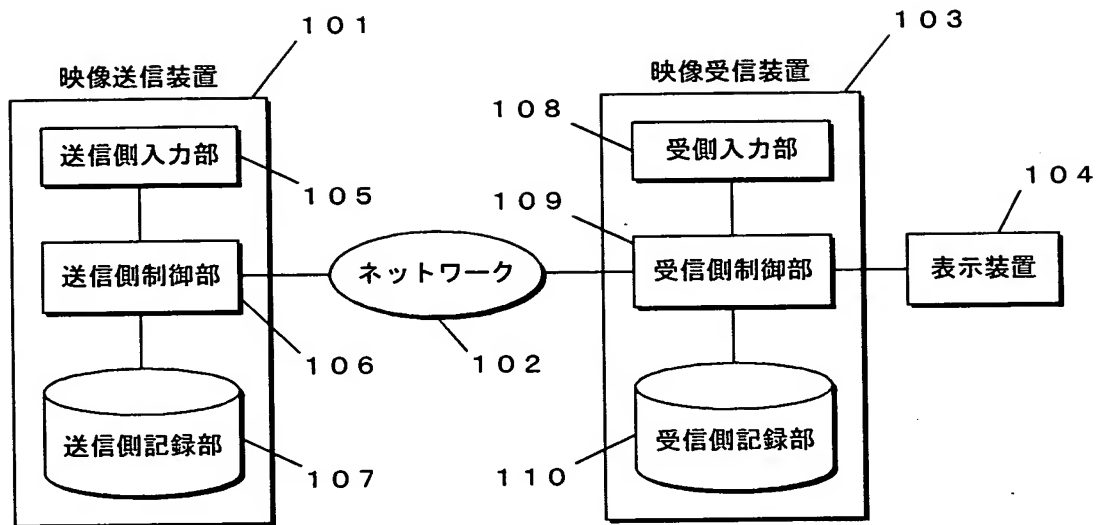 １０１
映像送信装置
送信側入力部
１０５
送信側制御部
１０６
送信側記録部
１０７
ネットワーク
１０２
１０３
映像受信装置
１０８
受側入力部
１０９
受信側制御部
受信側記録部
１１０
１０４
表示装置